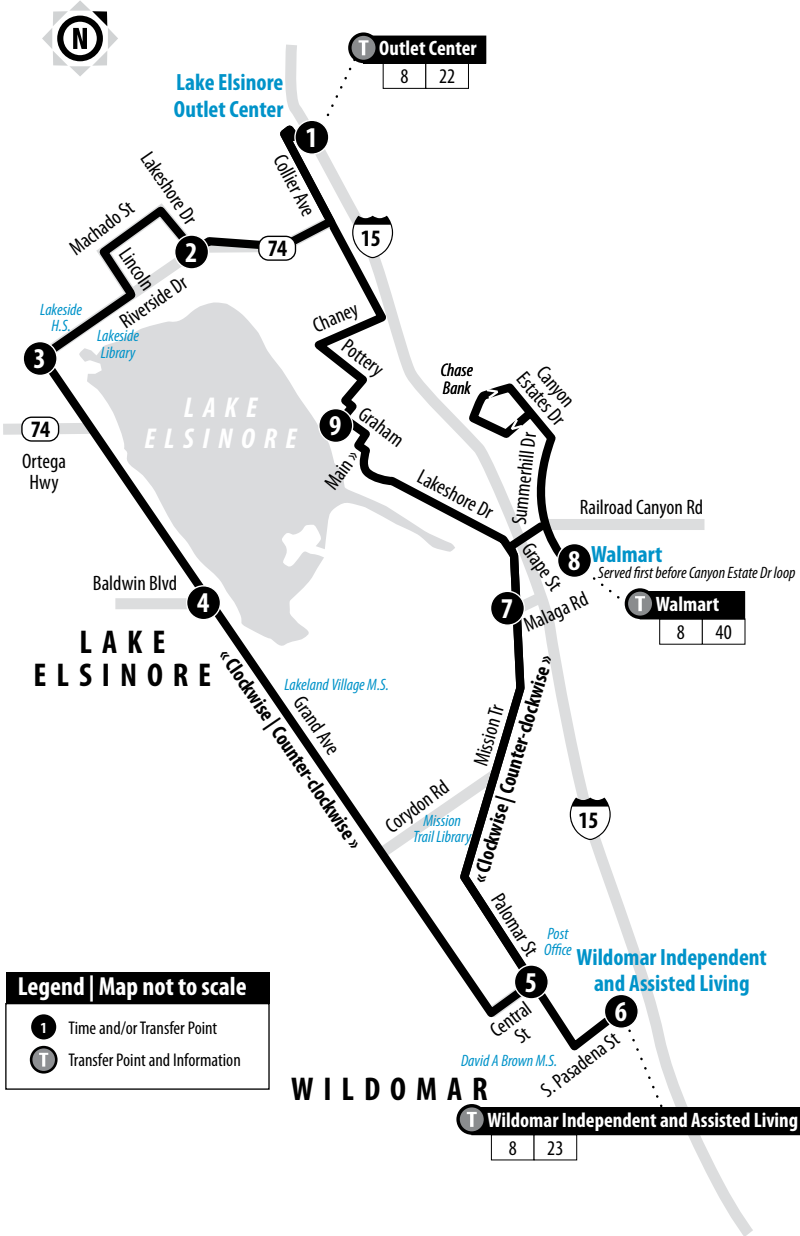 N
T Outlet Center
8 22
Lake Elsinore
Outlet Center
1
Collier Ave
15
Lakeshore Dr
Machado St
2
74
Lincoln
Riverside Dr
Lakeside
H.S.
Lakeside
Library
3
Chaney
Pottery
LAKE
ELSINORE
9
Graham
Main »
Chase
Bank
Canyon
Estates Dr
Summerhill Dr
74
Ortega
Hwy
Lakeshore Dr
Railroad Canyon Rd
Grape St
8
Walmart
Served first before Canyon Estate Dr loop
T Walmart
8 40
7
Malaga Rd
Baldwin Blvd
4
LAKE
ELSINORE
« Clockwise | Counter-clockwise »
Lakeland Village M.S.
Grand Ave
Mission Tr
« Clockwise | Counter-clockwise »
Corydon Rd
Mission
Trail Library
15
Palomar St
Post
Office
Wildomar Independent
and Assisted Living
5
6
Central
St
S. Pasadena St
David A Brown M.S.
Legend | Map not to scale
1 Time and/or Transfer Point
T Transfer Point and Information
WILDOMAR
T Wildomar Independent and Assisted Living
8 23